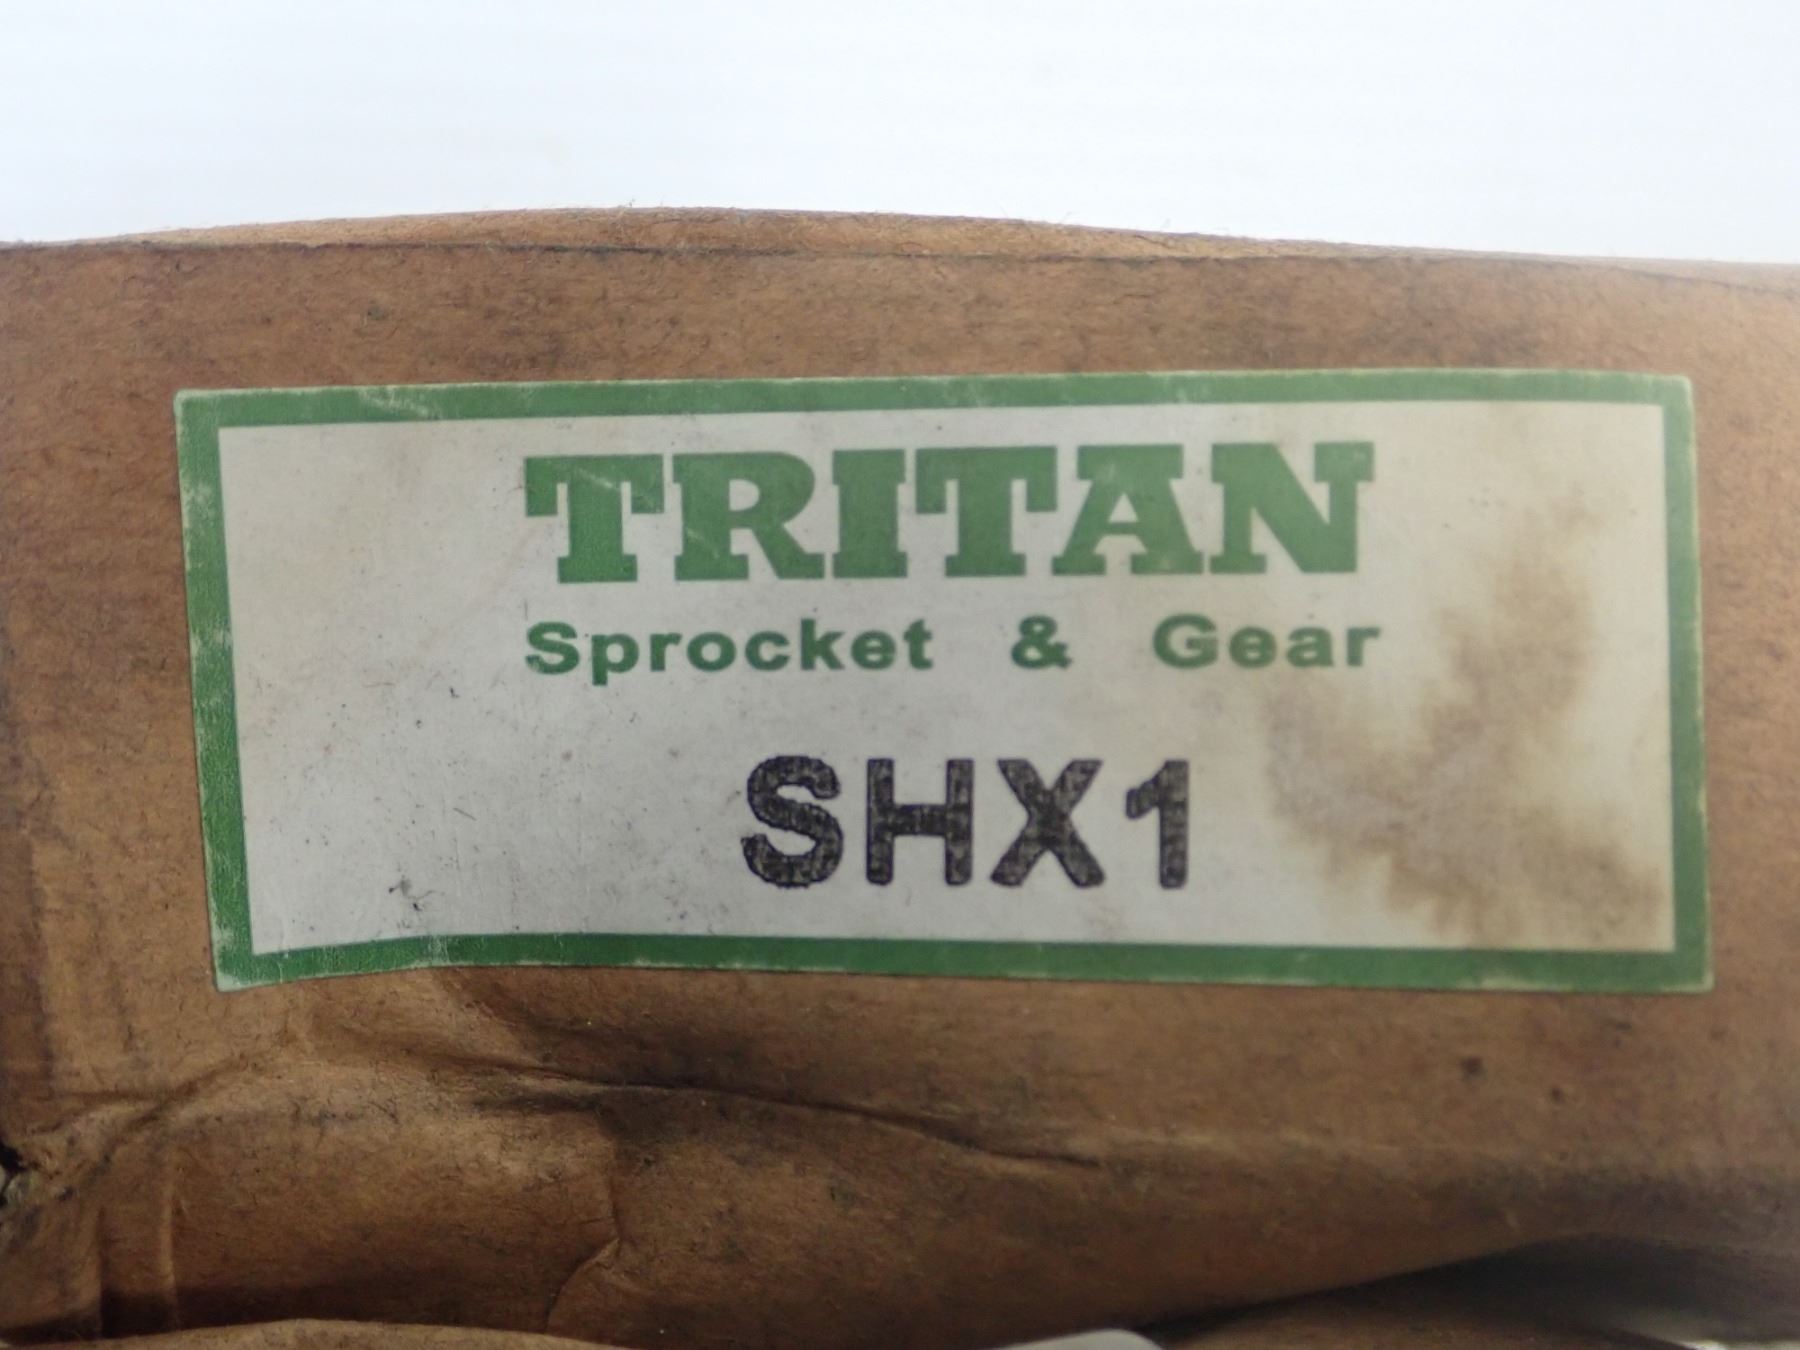 TRITAN
Sprocket & Gear
SHX1